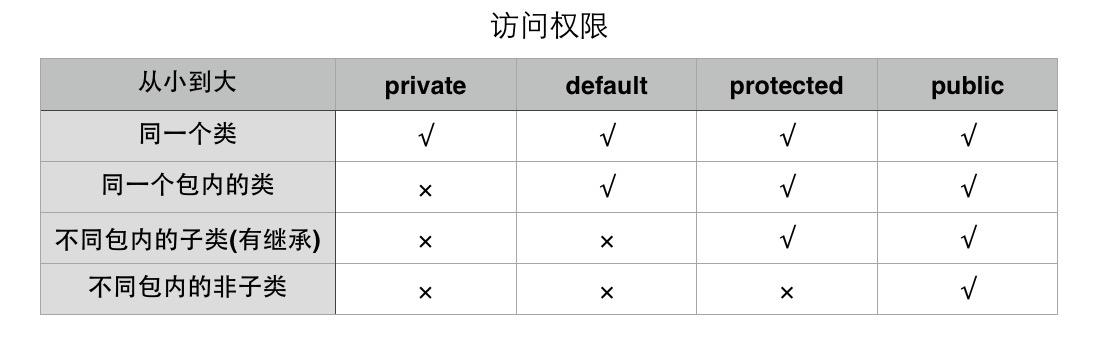 访问权限
从小到大 private default protected public
同一个类 √ √ √ √
同一个包内的类 × √ √ √
不同包内的子类(有继承) × × √ √
不同包内的非子类 × × × √